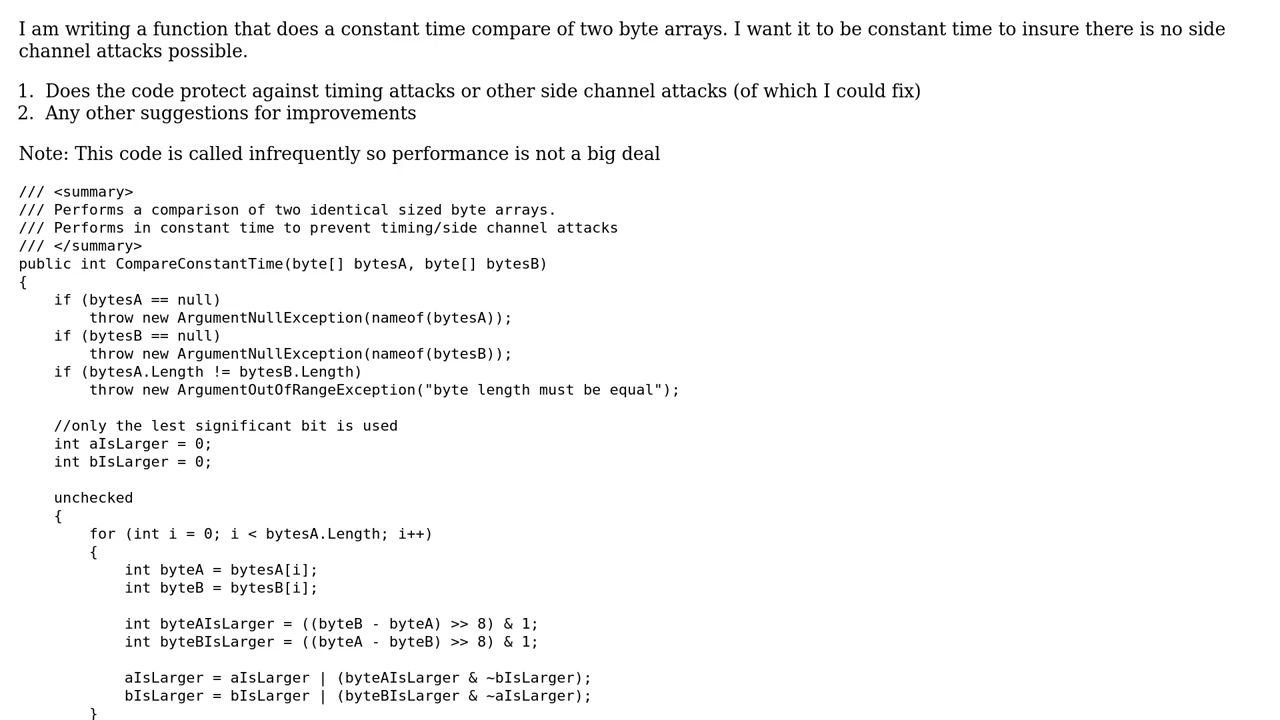 I am writing a function that does a constant time compare of two byte arrays. I want it to be constant time to insure there is no side
channel attacks possible.
1. Does the code protect against timing attacks or other side channel attacks (of which I could fix)
2. Any other suggestions for improvements
Note: This code is called infrequently so performance is not a big deal
/// <summary>
/// Performs a comparison of two identical sized byte arrays.
/// Performs in constant time to prevent timing/side channel attacks
/// </summary>
public int CompareConstantTime(byte[] bytesA, byte[] bytesB)
{
    if (bytesA == null)
        throw new ArgumentNullException(nameof(bytesA));
    if (bytesB == null)
        throw new ArgumentNullException(nameof(bytesB));
    if (bytesA.Length != bytesB.Length)
        throw new ArgumentOutOfRangeException("byte length must be equal");
    //only the lest significant bit is used
    int aIsLarger = 0;
    int bIsLarger = 0;
    unchecked
    {
        for (int i = 0; i < bytesA.Length; i++)
        {
            int byteA = bytesA[i];
            int byteB = bytesB[i];
            int byteAIsLarger = ((byteB - byteA) >> 8) & 1;
            int byteBIsLarger = ((byteA - byteB) >> 8) & 1;
            aIsLarger = aIsLarger | (byteAIsLarger & ~bIsLarger);
            bIsLarger = bIsLarger | (byteBIsLarger & ~aIsLarger);
        }